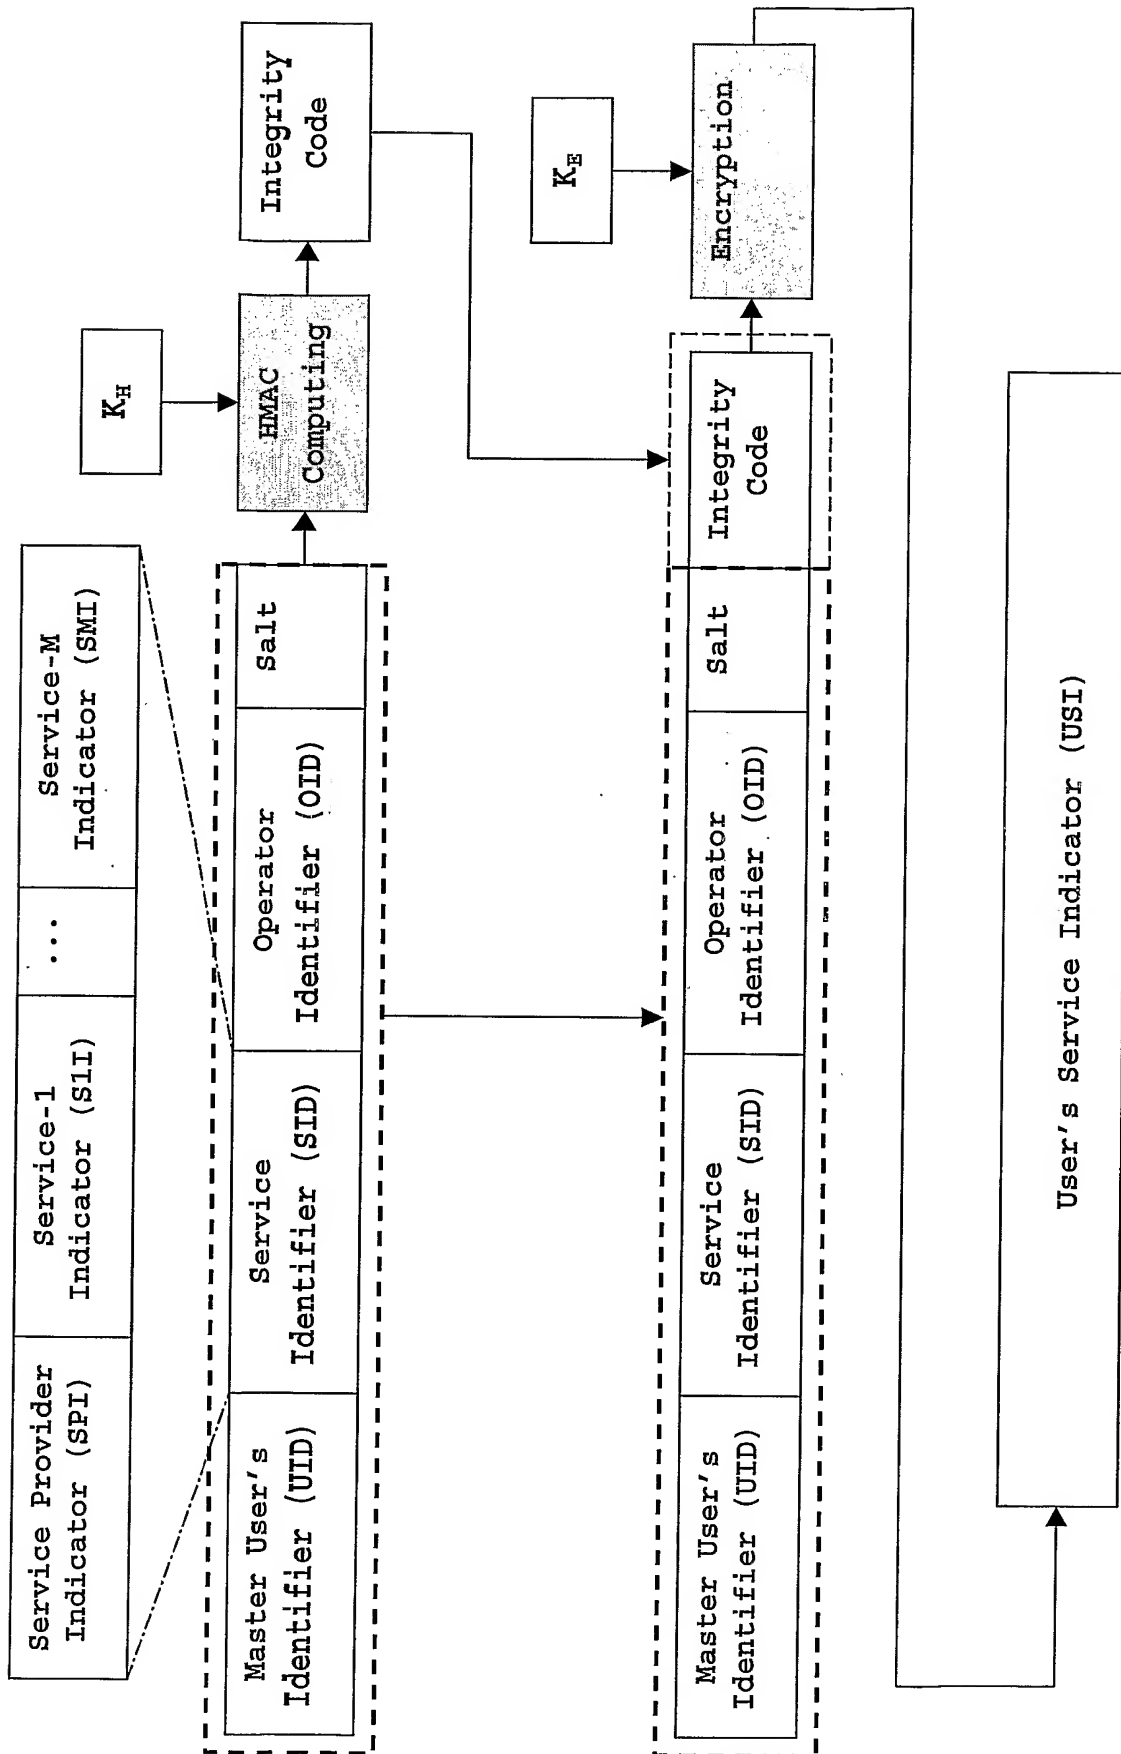 Service Provider
Indicator (SPI)
Service-1
Indicator (S1I)
...
Service-M
Indicator (SMI)
Master User's
Identifier (UID)
Service
Identifier (SID)
Operator
Identifier (OID)
Salt
K_H
HMAC
Computing
Integrity
Code
Master User's
Identifier (UID)
Service
Identifier (SID)
Operator
Identifier (OID)
Salt
Integrity
Code
K_E
Encryption
User's Service Indicator (USI)